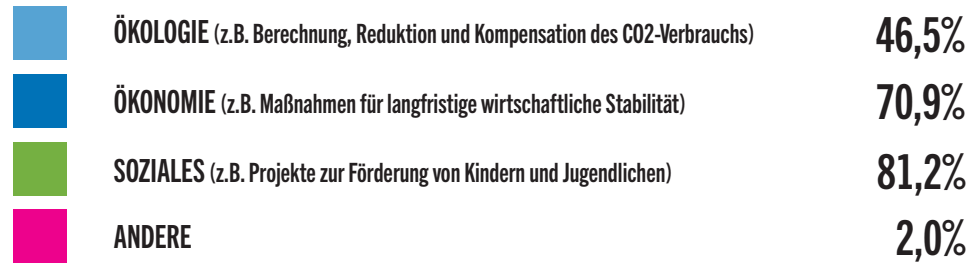 ÖKOLOGIE (z.B. Berechnung, Reduktion und Kompensation des CO2-Verbrauchs) 46,5%
ÖKONOMIE (z.B. Maßnahmen für langfristige wirtschaftliche Stabilität) 70,9%
SOZIALES (z.B. Projekte zur Förderung von Kindern und Jugendlichen) 81,2%
ANDERE 2,0%